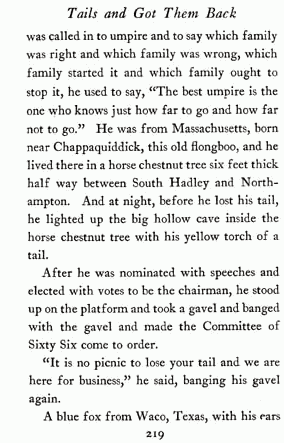 Tails and Got Them Back
was called in to umpire and to say which family
was right and which family was wrong, which
family started it and which family ought to
stop it, he used to say, “The best umpire is the
one who knows just how far to go and how far
not to go.” He was from Massachusetts, born
near Chappaquiddick, this old flongboo, and he
lived there in a horse chestnut tree six feet thick
half way between South Hadley and North-
ampton. And at night, before he lost his tail,
he lighted up the big hollow cave inside the
horse chestnut tree with his yellow torch of a
tail.
After he was nominated with speeches and
elected with votes to be the chairman, he stood
up on the platform and took a gavel and banged
with the gavel and made the Committee of
Sixty Six come to order.
“It is no picnic to lose your tail and we are
here for business,” he said, banging his gavel
again.
A blue fox from Waco, Texas, with his ears
219